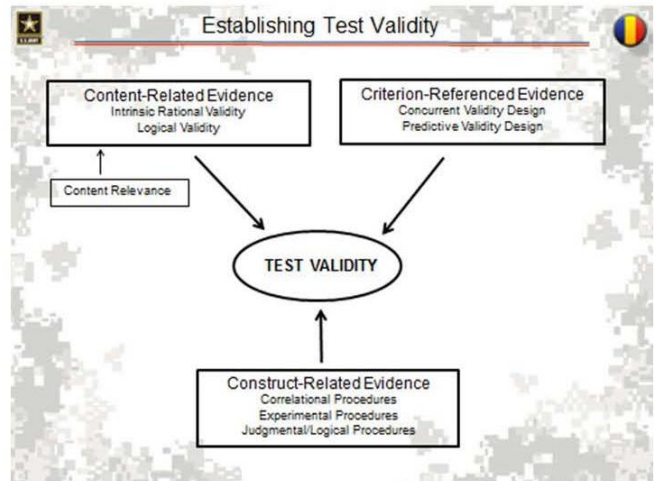 Establishing Test Validity
U.S. ARMY
Content-Related Evidence
Intrinsic Rational Validity
Logical Validity
Criterion-Referenced Evidence
Concurrent Validity Design
Predictive Validity Design
Content Relevance
TEST VALIDITY
Construct-Related Evidence
Correlational Procedures
Experimental Procedures
Judgmental/Logical Procedures